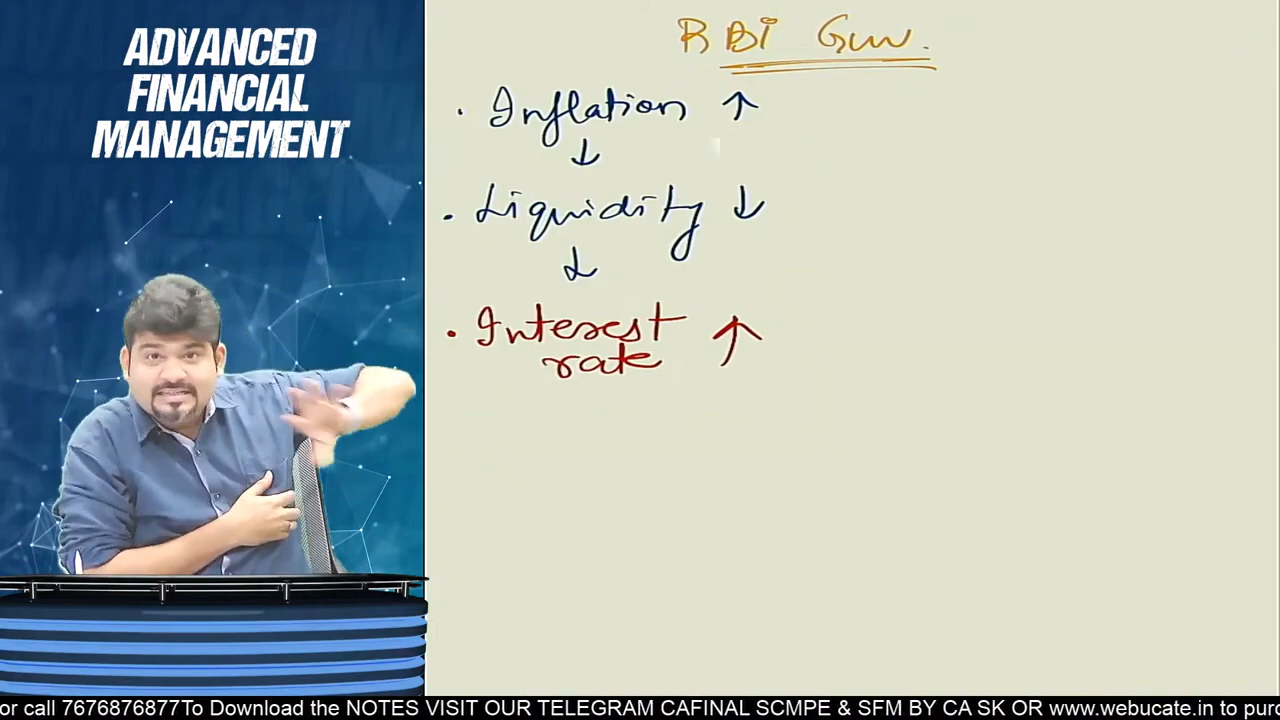 ADVANCED
FINANCIAL
MANAGEMENT
RBI Guv.
· Inflation ↑
↓
· Liquidity ↓
↓
· Interest ↑
rate
or call 7676876877To Download the NOTES VISIT OUR TELEGRAM CAFINAL SCMPE & SFM BY CA SK OR www.webucate.in to purc